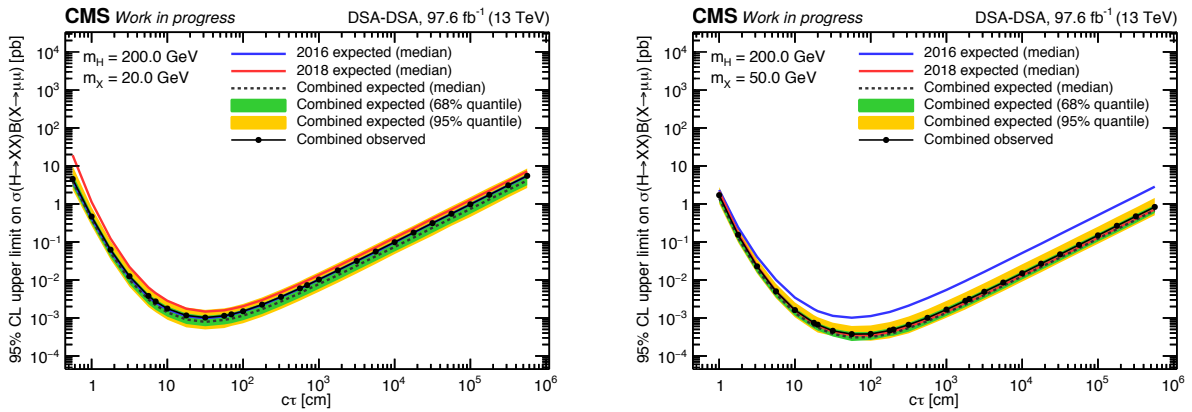 CMS Work in progress DSA-DSA, 97.6 fb⁻¹ (13 TeV)
95% CL upper limit on σ(H→XX)B(X→μμ) [pb]
m_H = 200.0 GeV
m_X = 20.0 GeV
2016 expected (median)
2018 expected (median)
Combined expected (median)
Combined expected (68% quantile)
Combined expected (95% quantile)
Combined observed
10⁴
10³
10²
10
1
10⁻¹
10⁻²
10⁻³
10⁻⁴
1 10 10² 10³ 10⁴ 10⁵ 10⁶
cτ [cm]
CMS Work in progress DSA-DSA, 97.6 fb⁻¹ (13 TeV)
95% CL upper limit on σ(H→XX)B(X→μμ) [pb]
m_H = 200.0 GeV
m_X = 50.0 GeV
2016 expected (median)
2018 expected (median)
Combined expected (median)
Combined expected (68% quantile)
Combined expected (95% quantile)
Combined observed
10⁴
10³
10²
10
1
10⁻¹
10⁻²
10⁻³
10⁻⁴
1 10 10² 10³ 10⁴ 10⁵ 10⁶
cτ [cm]